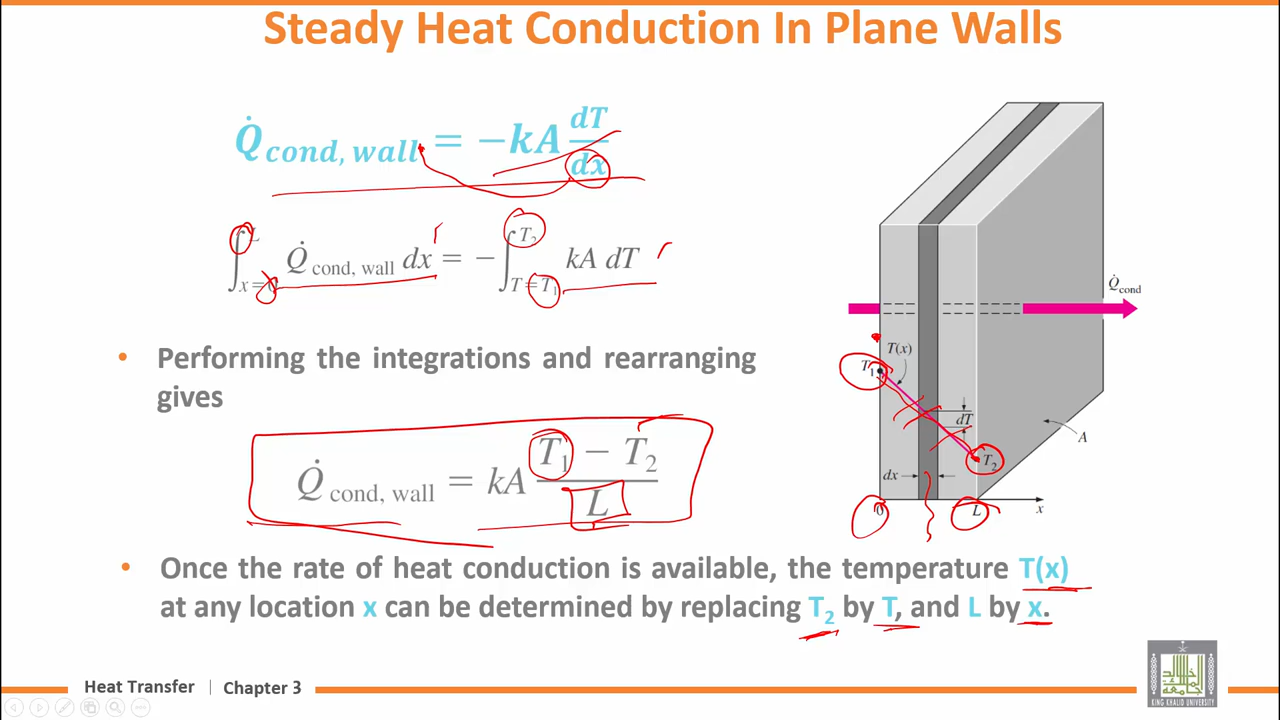 Steady Heat Conduction In Plane Walls
Q̇cond, wall = −kA dT/dx
∫x=0^L Q̇cond, wall dx = −∫T=T₁^T₂ kA dT
• Performing the integrations and rearranging
gives
Q̇cond, wall = kA (T₁ − T₂)/L
• Once the rate of heat conduction is available, the temperature T(x)
at any location x can be determined by replacing T₂ by T, and L by x.
Q̇cond
T(x)
T₁
dT
A
T₂
dx
0
L
x
Heat Transfer | Chapter 3
KING KHALID UNIVERSITY